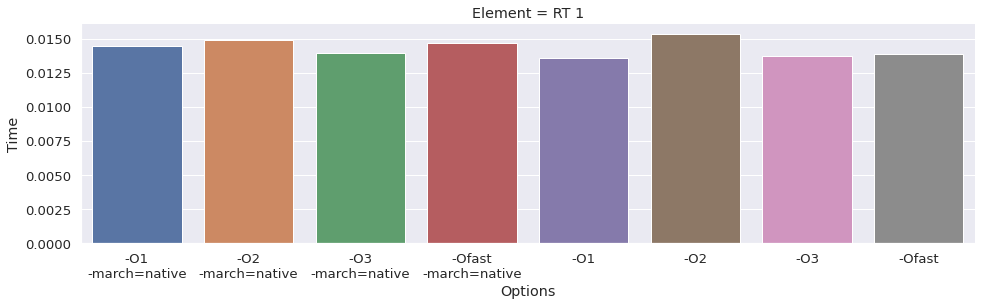 Element = RT 1
Time
0.0150
0.0125
0.0100
0.0075
0.0050
0.0025
0.0000
-O1
-march=native
-O2
-march=native
-O3
-march=native
-Ofast
-march=native
-O1
-O2
-O3
-Ofast
Options